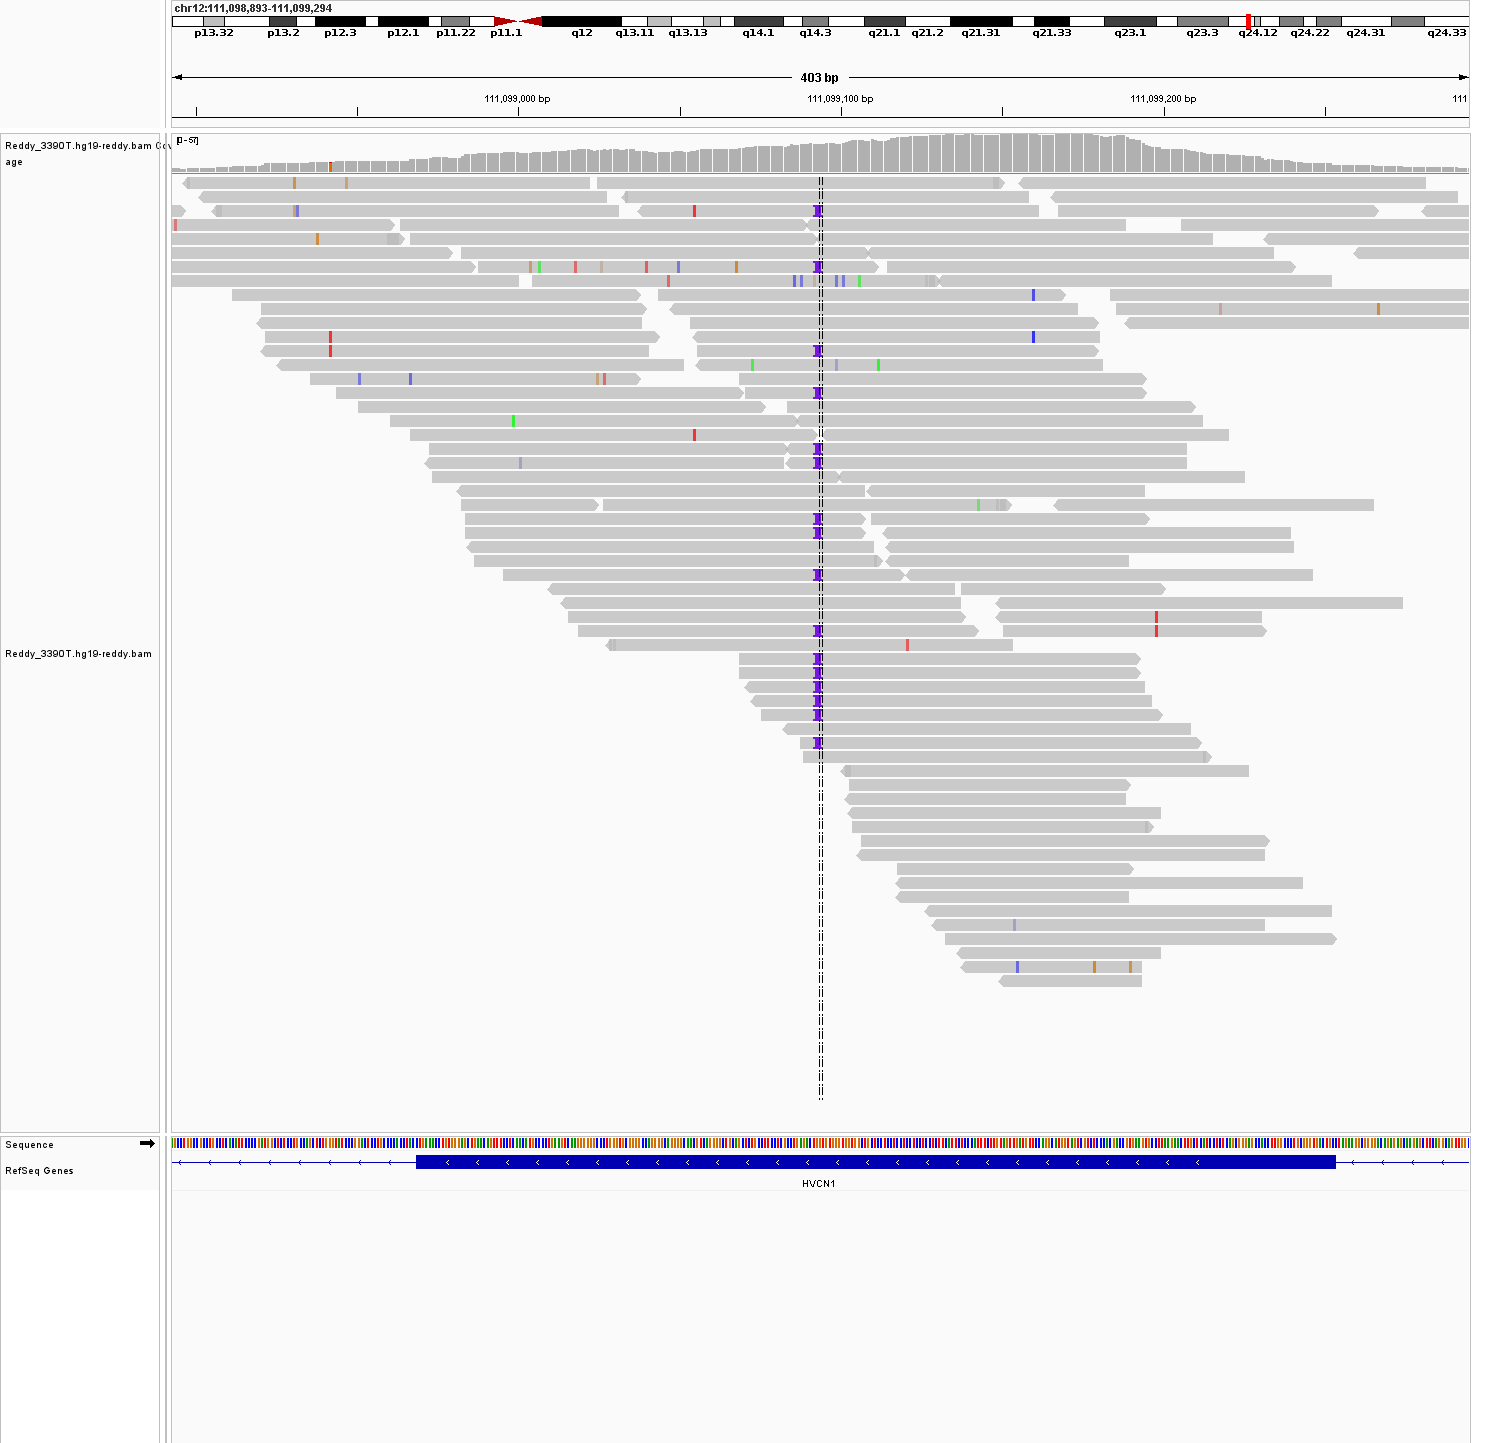 chr12:111,098,893-111,099,294
p13.32 p13.2 p12.3 p12.1 p11.22 p11.1 q12 q13.11 q13.13 q14.1 q14.3 q21.1 q21.2 q21.31 q21.33 q23.1 q23.3 q24.12 q24.22 q24.31 q24.33
403 bp
111,099,000 bp 111,099,100 bp 111,099,200 bp 111
Reddy_3390T.hg19-reddy.bam Cov
age
[0 - 57]
Reddy_3390T.hg19-reddy.bam
Sequence
RefSeq Genes
HVCN1